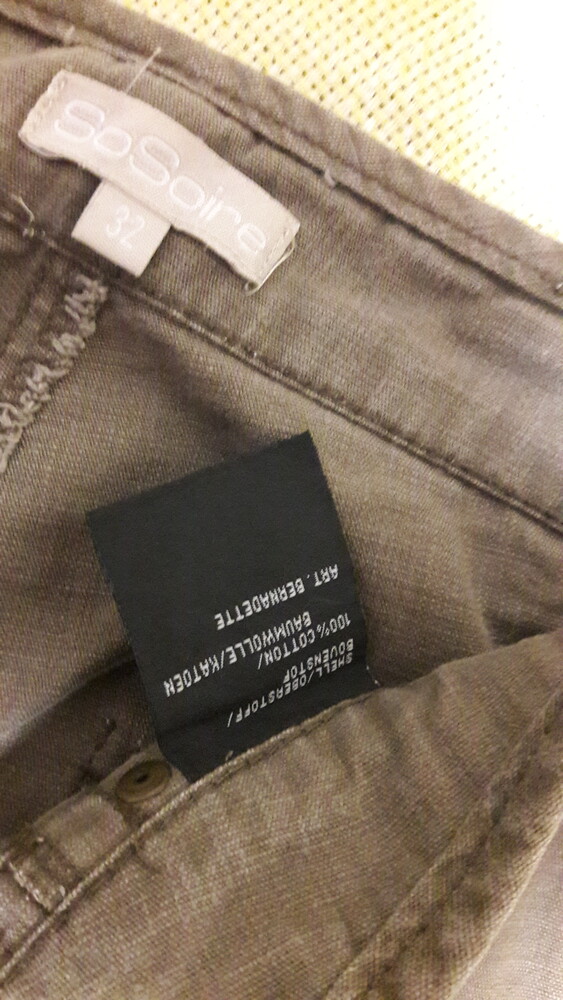 SoSoire
32
SHELL/OBERSTOFF/
BOVENSTOF
100%COTTON/
BAUMWOLLE/KATOEN
ART. BERNADETTE